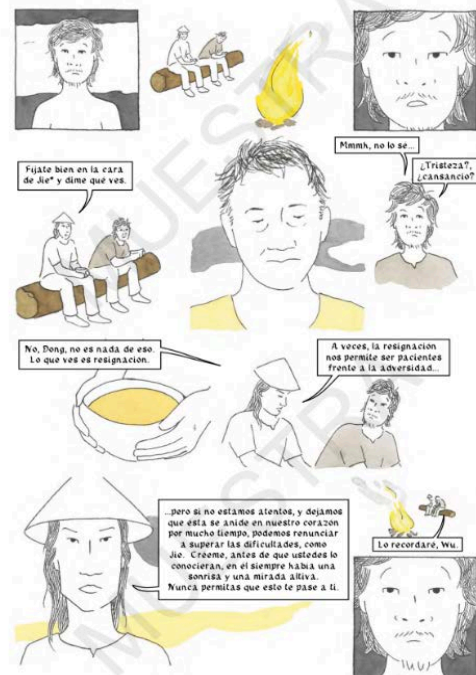 Mmmh, no lo sé...
¿Tristeza?,
¿cansancio?
Fíjate bien en la cara
de Jie* y dime qué ves.
No, Dong, no es nada de eso.
Lo que ves es resignación.
A veces, la resignación
nos permite ser pacientes
frente a la adversidad...
...pero si no estamos atentos, y dejamos
que ésta se anide en nuestro corazón
por mucho tiempo, podemos renunciar
a superar las dificultades, como
Jie. Créeme, antes de que ustedes lo
conocieran, en él siempre había una
sonrisa y una mirada altiva.
Nunca permitas que esto te pase a ti.
Lo recordaré, Wu.
MUESTRA
MUESTRA